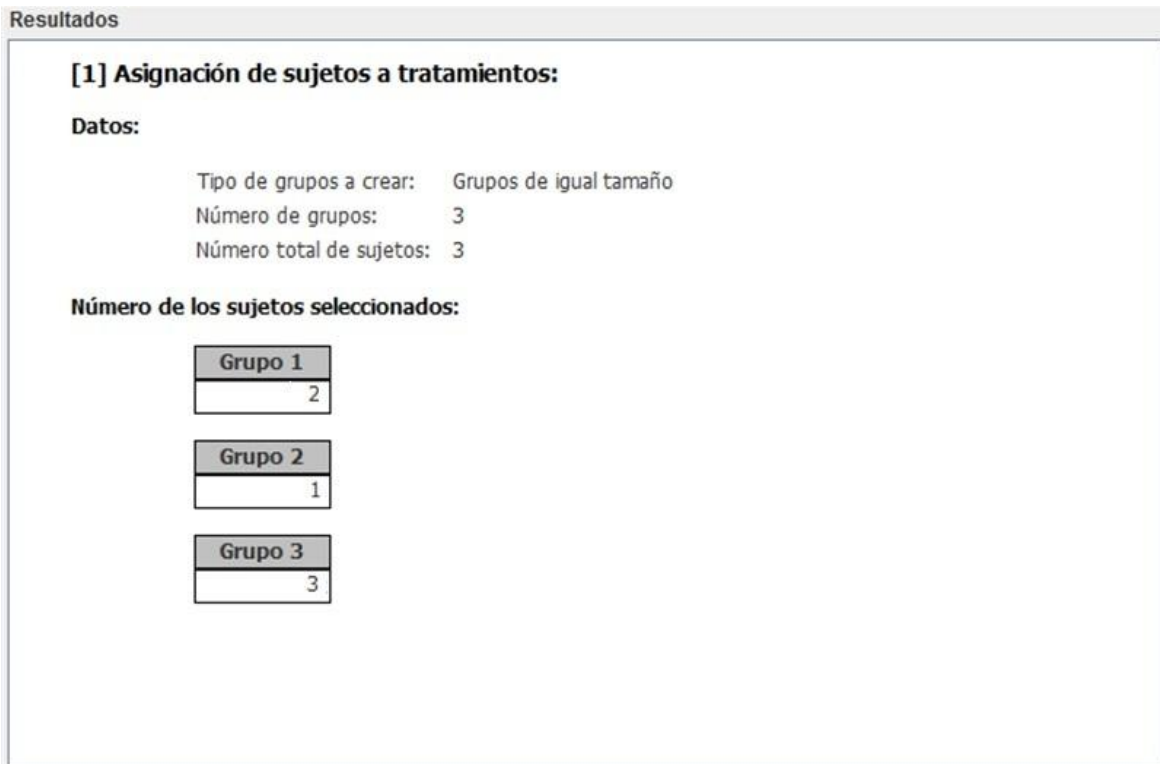 Resultados
[1] Asignación de sujetos a tratamientos:
Datos:
Tipo de grupos a crear: Grupos de igual tamaño
Número de grupos: 3
Número total de sujetos: 3
Número de los sujetos seleccionados:
Grupo 1
2
Grupo 2
1
Grupo 3
3